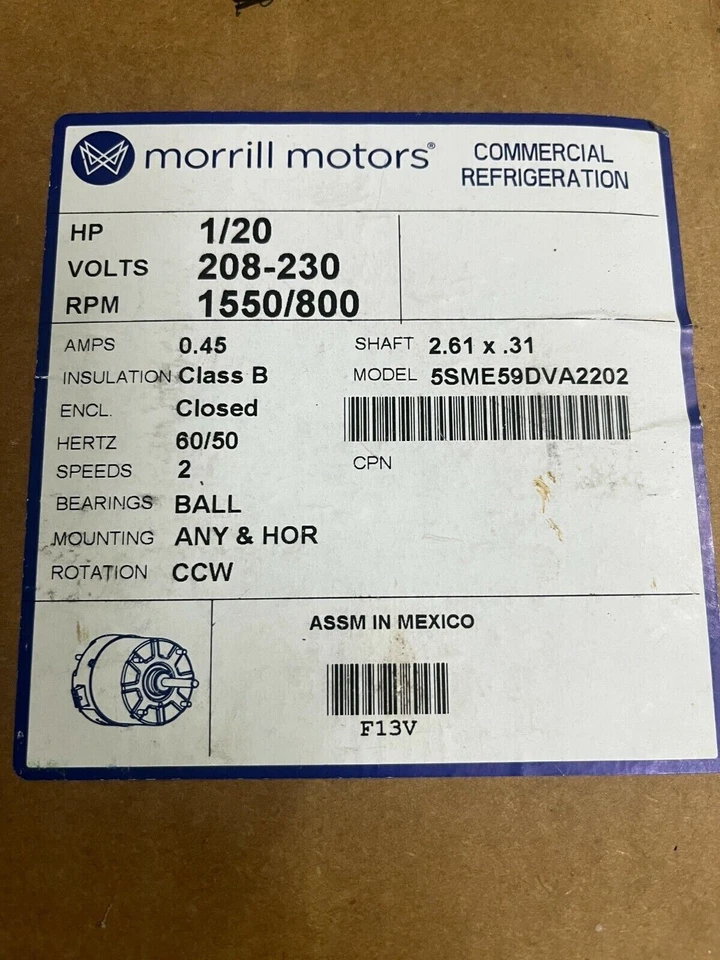 morrill motors®
COMMERCIAL
REFRIGERATION
HP 1/20
VOLTS 208-230
RPM 1550/800
AMPS 0.45
INSULATION Class B
ENCL. Closed
HERTZ 60/50
SPEEDS 2
BEARINGS BALL
MOUNTING ANY & HOR
ROTATION CCW
SHAFT 2.61 x .31
MODEL 5SME59DVA2202
CPN
ASSM IN MEXICO
F13V